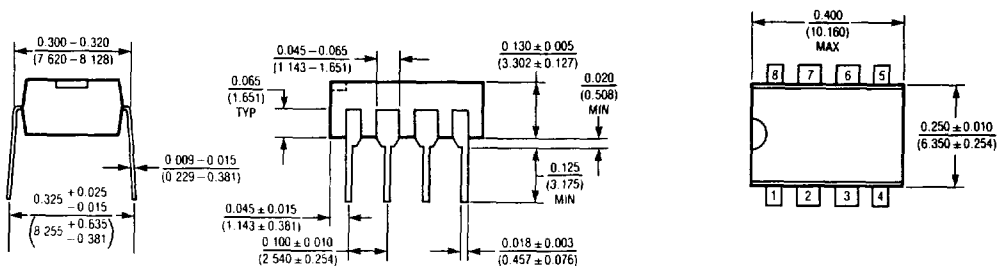 0.300 – 0.320
(7 620 – 8 128)
0.009 – 0.015
(0 229 – 0.381)
0.325 + 0.025
– 0.015
(8 255 + 0.635
– 0.381)
0.045 – 0.065
(1 143 – 1.651)
0.065
(1.651)
TYP
0.130 ± 0.005
(3.302 ± 0.127)
0.020
(0.508)
MIN
0.125
(3.175)
MIN
0.045 ± 0.015
(1.143 ± 0.381)
0.100 ± 0 010
(2 540 ± 0.254)
0.018 ± 0.003
(0.457 ± 0.076)
0.400
(10.160)
MAX
8 7 6 5
0.250 ± 0.010
(6.350 ± 0.254)
1 2 3 4